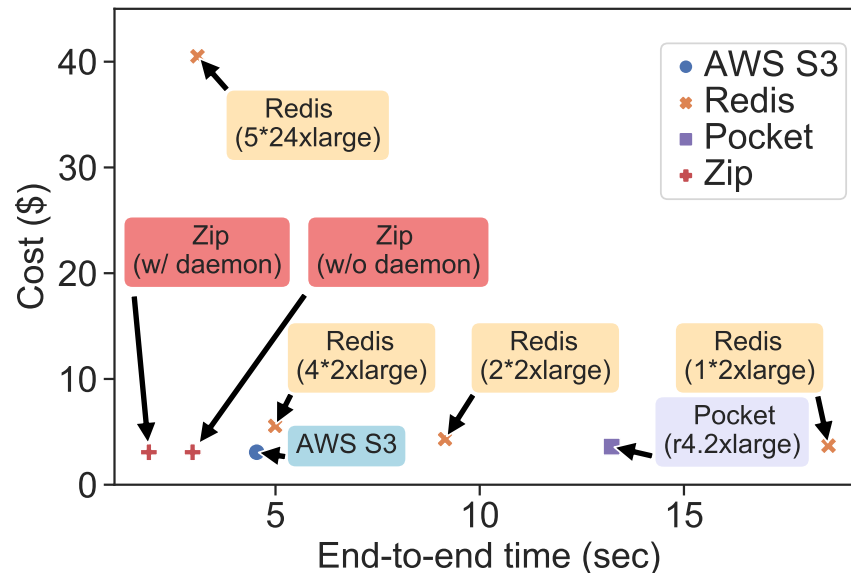 Cost ($)
40
30
20
10
0
Redis
(5*24xlarge)
AWS S3
Redis
Pocket
Zip
Zip
(w/ daemon)
Zip
(w/o daemon)
Redis
(4*2xlarge)
Redis
(2*2xlarge)
Redis
(1*2xlarge)
AWS S3
Pocket
(r4.2xlarge)
5
10
15
End-to-end time (sec)